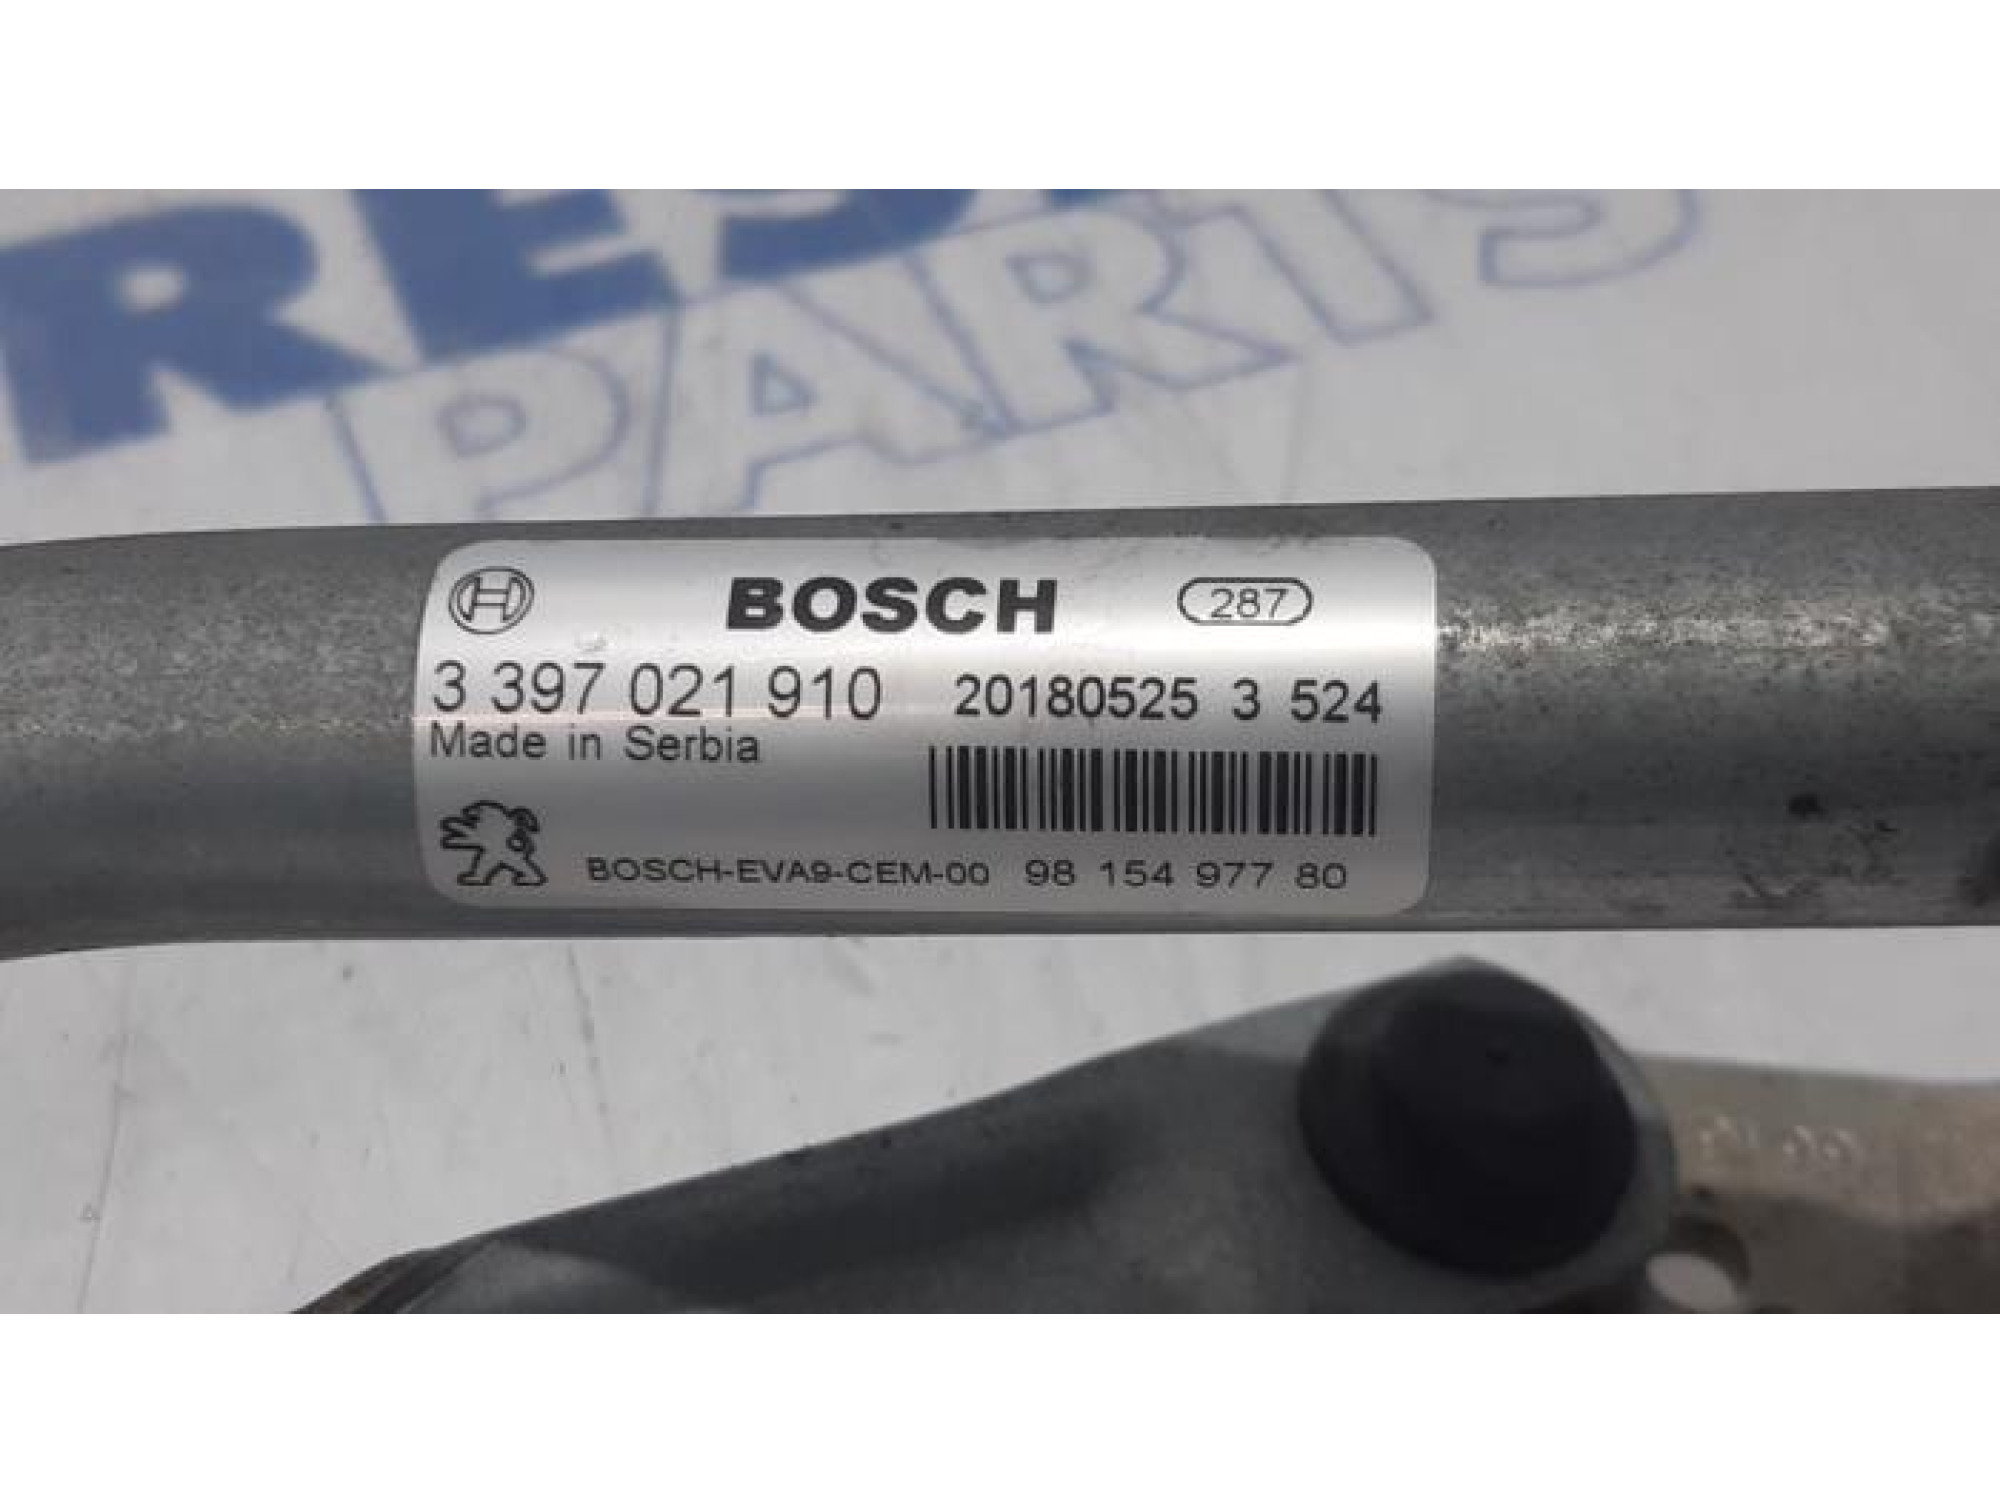 PARTS
BOSCH 287
3 397 021 910 20180525 3 524
Made in Serbia
BOSCH-EVA9-CEM-00 98 154 977 80